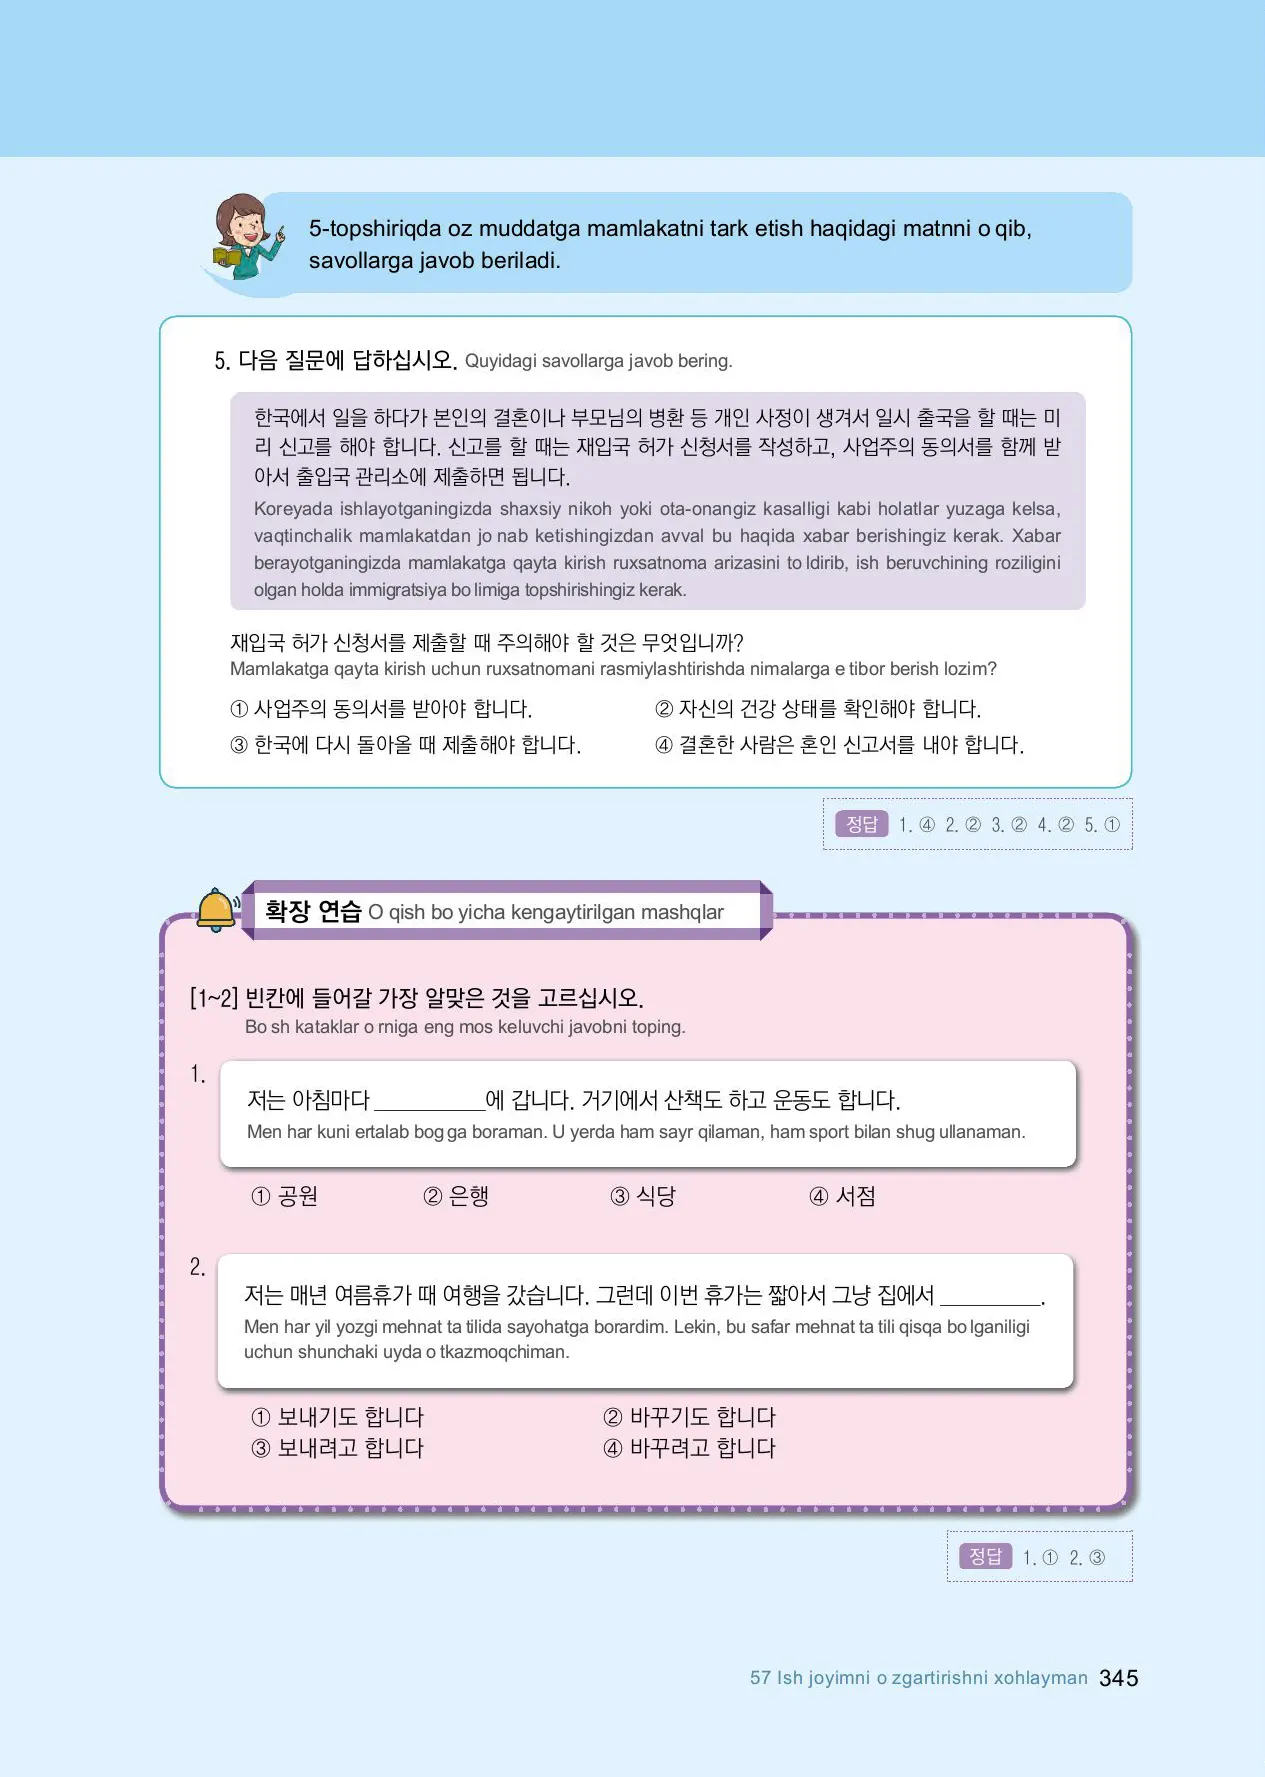 5-topshiriqda oz muddatga mamlakatni tark etish haqidagi matnni o qib,
savollarga javob beriladi.
5. 다음 질문에 답하십시오. Quyidagi savollarga javob bering.
한국에서 일을 하다가 본인의 결혼이나 부모님의 병환 등 개인 사정이 생겨서 일시 출국을 할 때는 미
리 신고를 해야 합니다. 신고를 할 때는 재입국 허가 신청서를 작성하고, 사업주의 동의서를 함께 받
아서 출입국 관리소에 제출하면 됩니다.
Koreyada ishlayotganingizda shaxsiy nikoh yoki ota-onangiz kasalligi kabi holatlar yuzaga kelsa,
vaqtinchalik mamlakatdan jo nab ketishingizdan avval bu haqida xabar berishingiz kerak. Xabar
berayotganingizda mamlakatga qayta kirish ruxsatnoma arizasini to ldirib, ish beruvchining roziligini
olgan holda immigratsiya bo limiga topshirishingiz kerak.
재입국 허가 신청서를 제출할 때 주의해야 할 것은 무엇입니까?
Mamlakatga qayta kirish uchun ruxsatnomani rasmiylashtirishda nimalarga e tibor berish lozim?
① 사업주의 동의서를 받아야 합니다. ② 자신의 건강 상태를 확인해야 합니다.
③ 한국에 다시 돌아올 때 제출해야 합니다. ④ 결혼한 사람은 혼인 신고서를 내야 합니다.
정답 1. ④ 2. ② 3. ② 4. ② 5. ①
확장 연습 O qish bo yicha kengaytirilgan mashqlar
[1~2] 빈칸에 들어갈 가장 알맞은 것을 고르십시오.
Bo sh kataklar o rniga eng mos keluvchi javobni toping.
1.
저는 아침마다 __________에 갑니다. 거기에서 산책도 하고 운동도 합니다.
Men har kuni ertalab bog ga boraman. U yerda ham sayr qilaman, ham sport bilan shug ullanaman.
① 공원 ② 은행 ③ 식당 ④ 서점
2.
저는 매년 여름휴가 때 여행을 갔습니다. 그런데 이번 휴가는 짧아서 그냥 집에서 _________.
Men har yil yozgi mehnat ta tilida sayohatga borardim. Lekin, bu safar mehnat ta tili qisqa bo lganiligi
uchun shunchaki uyda o tkazmoqchiman.
① 보내기도 합니다 ② 바꾸기도 합니다
③ 보내려고 합니다 ④ 바꾸려고 합니다
정답 1. ① 2. ③
57 Ish joyimni o zgartirishni xohlayman 345